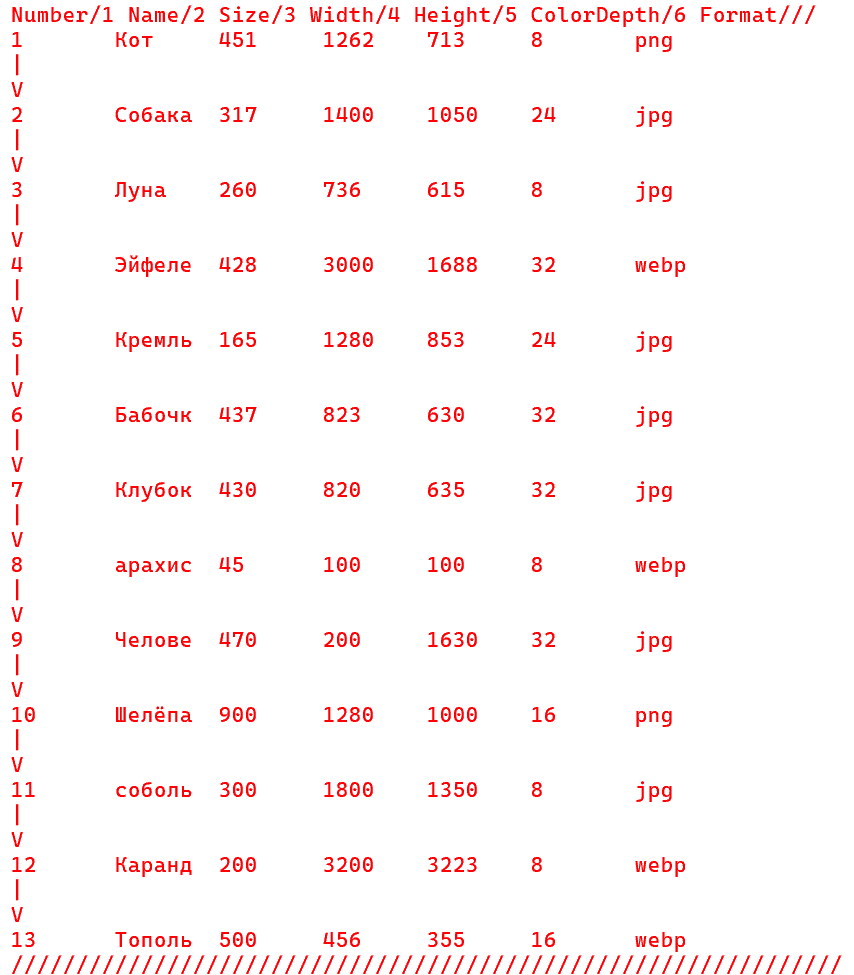 Number/1 Name/2 Size/3 Width/4 Height/5 ColorDepth/6 Format///
1 Кот 451 1262 713 8 png
|
V
2 Собака 317 1400 1050 24 jpg
|
V
3 Луна 260 736 615 8 jpg
|
V
4 Эйфеле 428 3000 1688 32 webp
|
V
5 Кремль 165 1280 853 24 jpg
|
V
6 Бабочк 437 823 630 32 jpg
|
V
7 Клубок 430 820 635 32 jpg
|
V
8 арахис 45 100 100 8 webp
|
V
9 Челове 470 200 1630 32 jpg
|
V
10 Шелёпа 900 1280 1000 16 png
|
V
11 соболь 300 1800 1350 8 jpg
|
V
12 Каранд 200 3200 3223 8 webp
|
V
13 Тополь 500 456 355 16 webp
////////////////////////////////////////////////////////////////